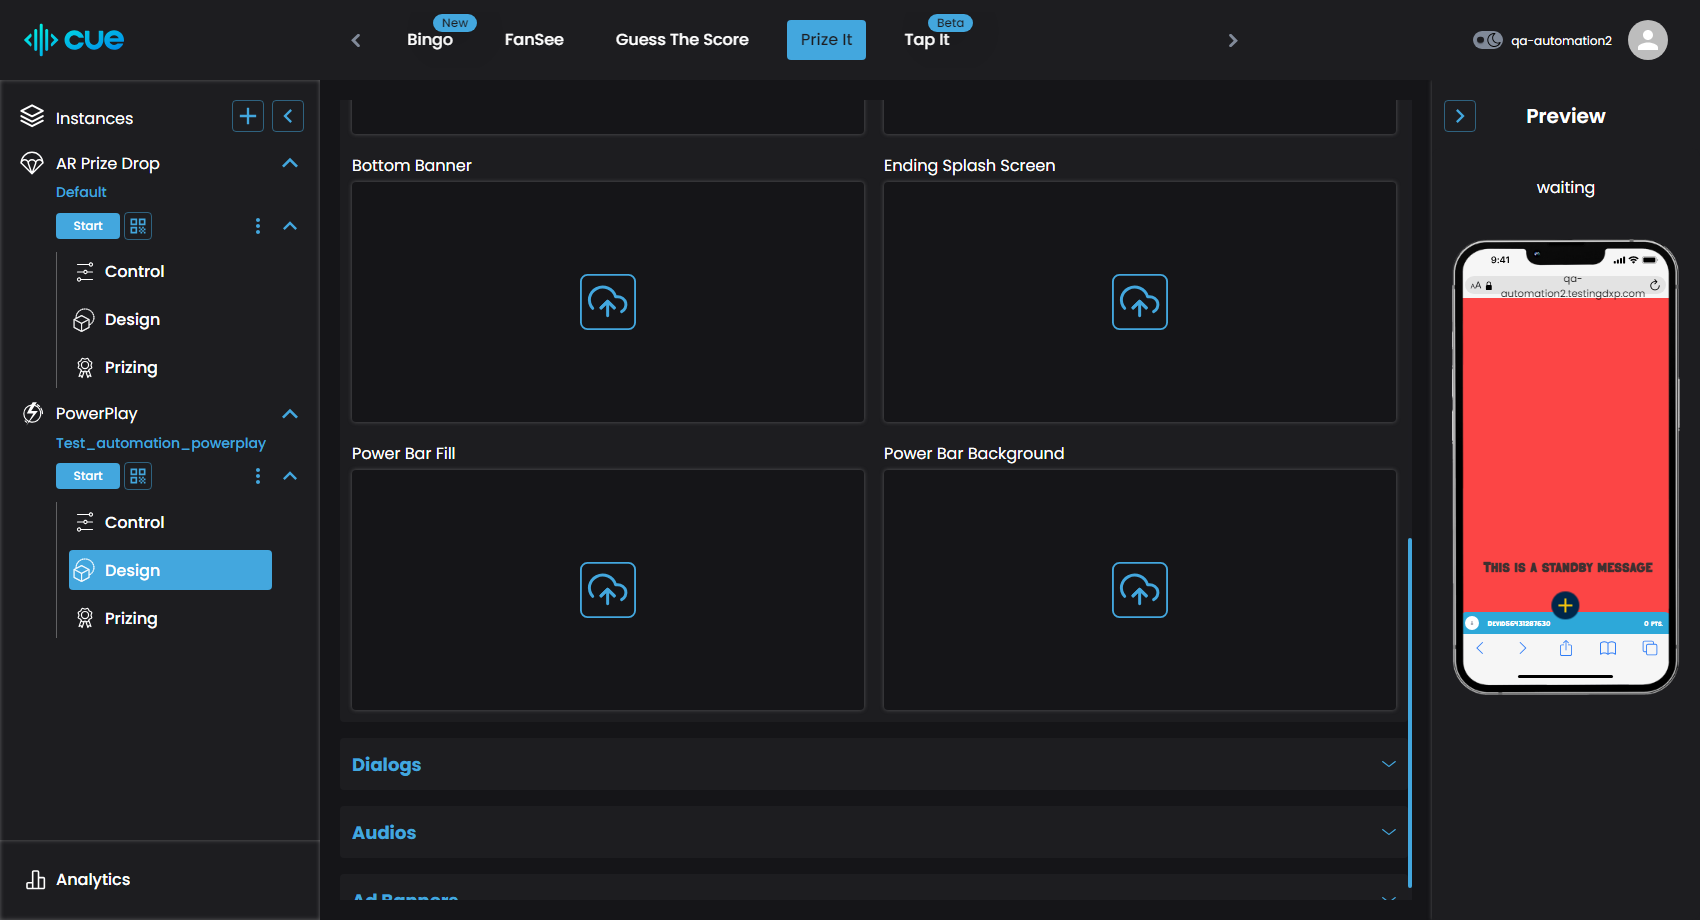 cue
New
Bingo
FanSee
Guess The Score
Prize It
Beta
Tap It
qa-automation2
Instances
AR Prize Drop
Default
Start
Control
Design
Prizing
PowerPlay
Test_automation_powerplay
Start
Control
Design
Prizing
Analytics
Bottom Banner
Ending Splash Screen
Power Bar Fill
Power Bar Background
Dialogs
Audios
Ad Banners
Preview
waiting
9:41
AA
qa-
automation2.testingdxp.com
This is a standby message
0 PTS.